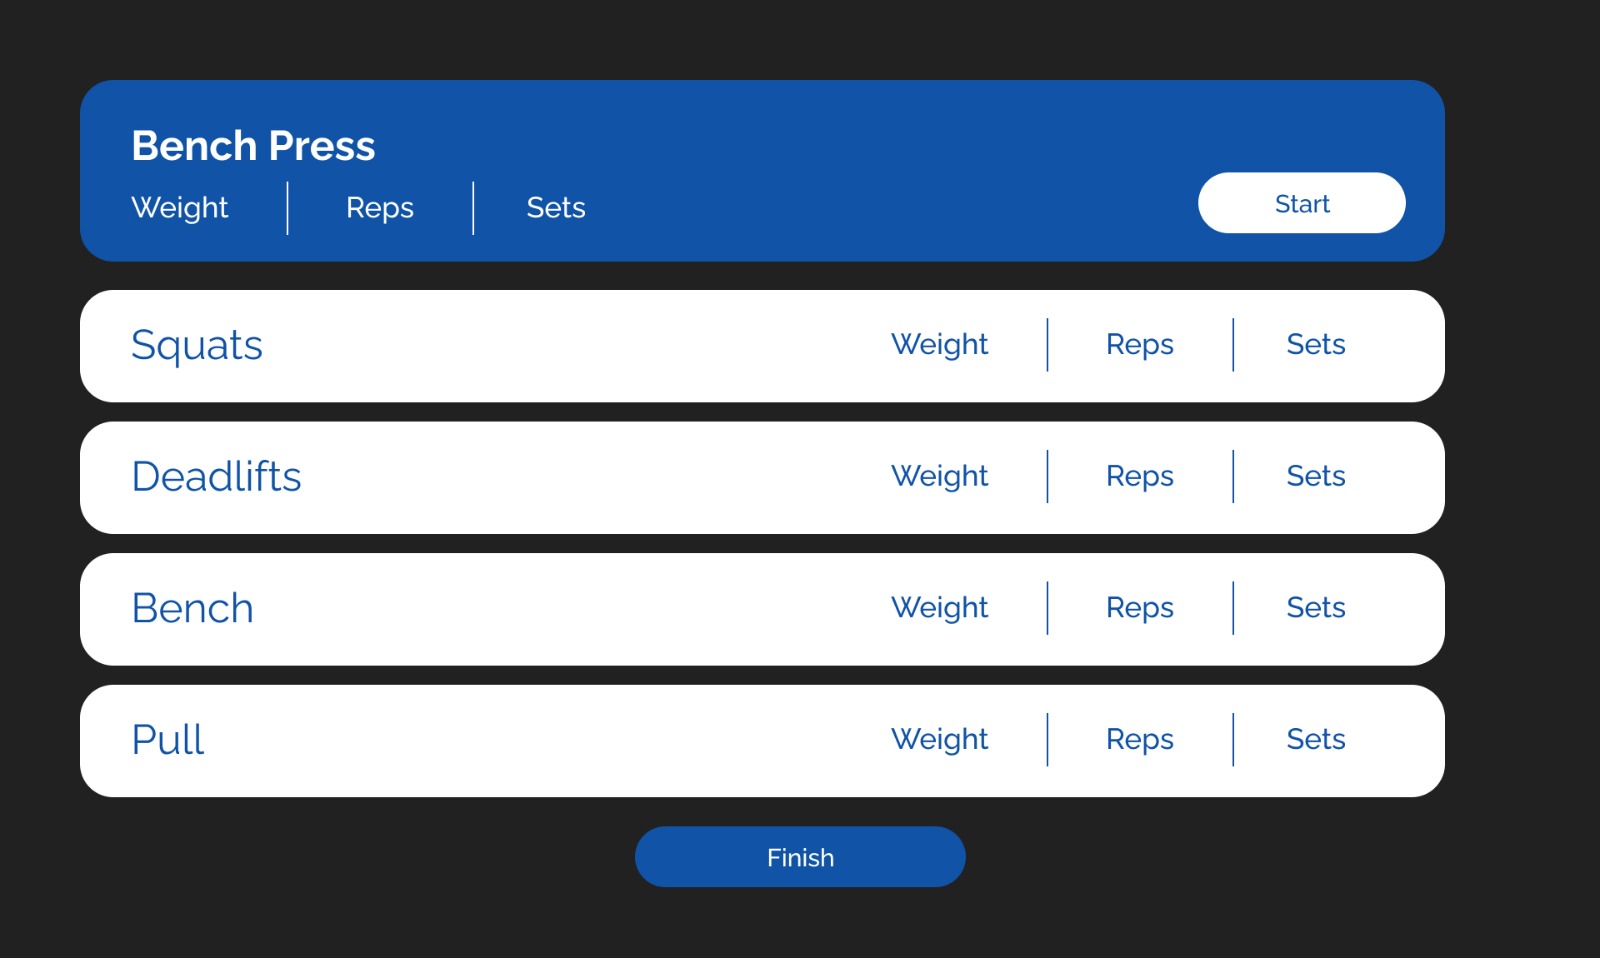 Bench Press
Weight Reps Sets
Start
Squats Weight Reps Sets
Deadlifts Weight Reps Sets
Bench Weight Reps Sets
Pull Weight Reps Sets
Finish